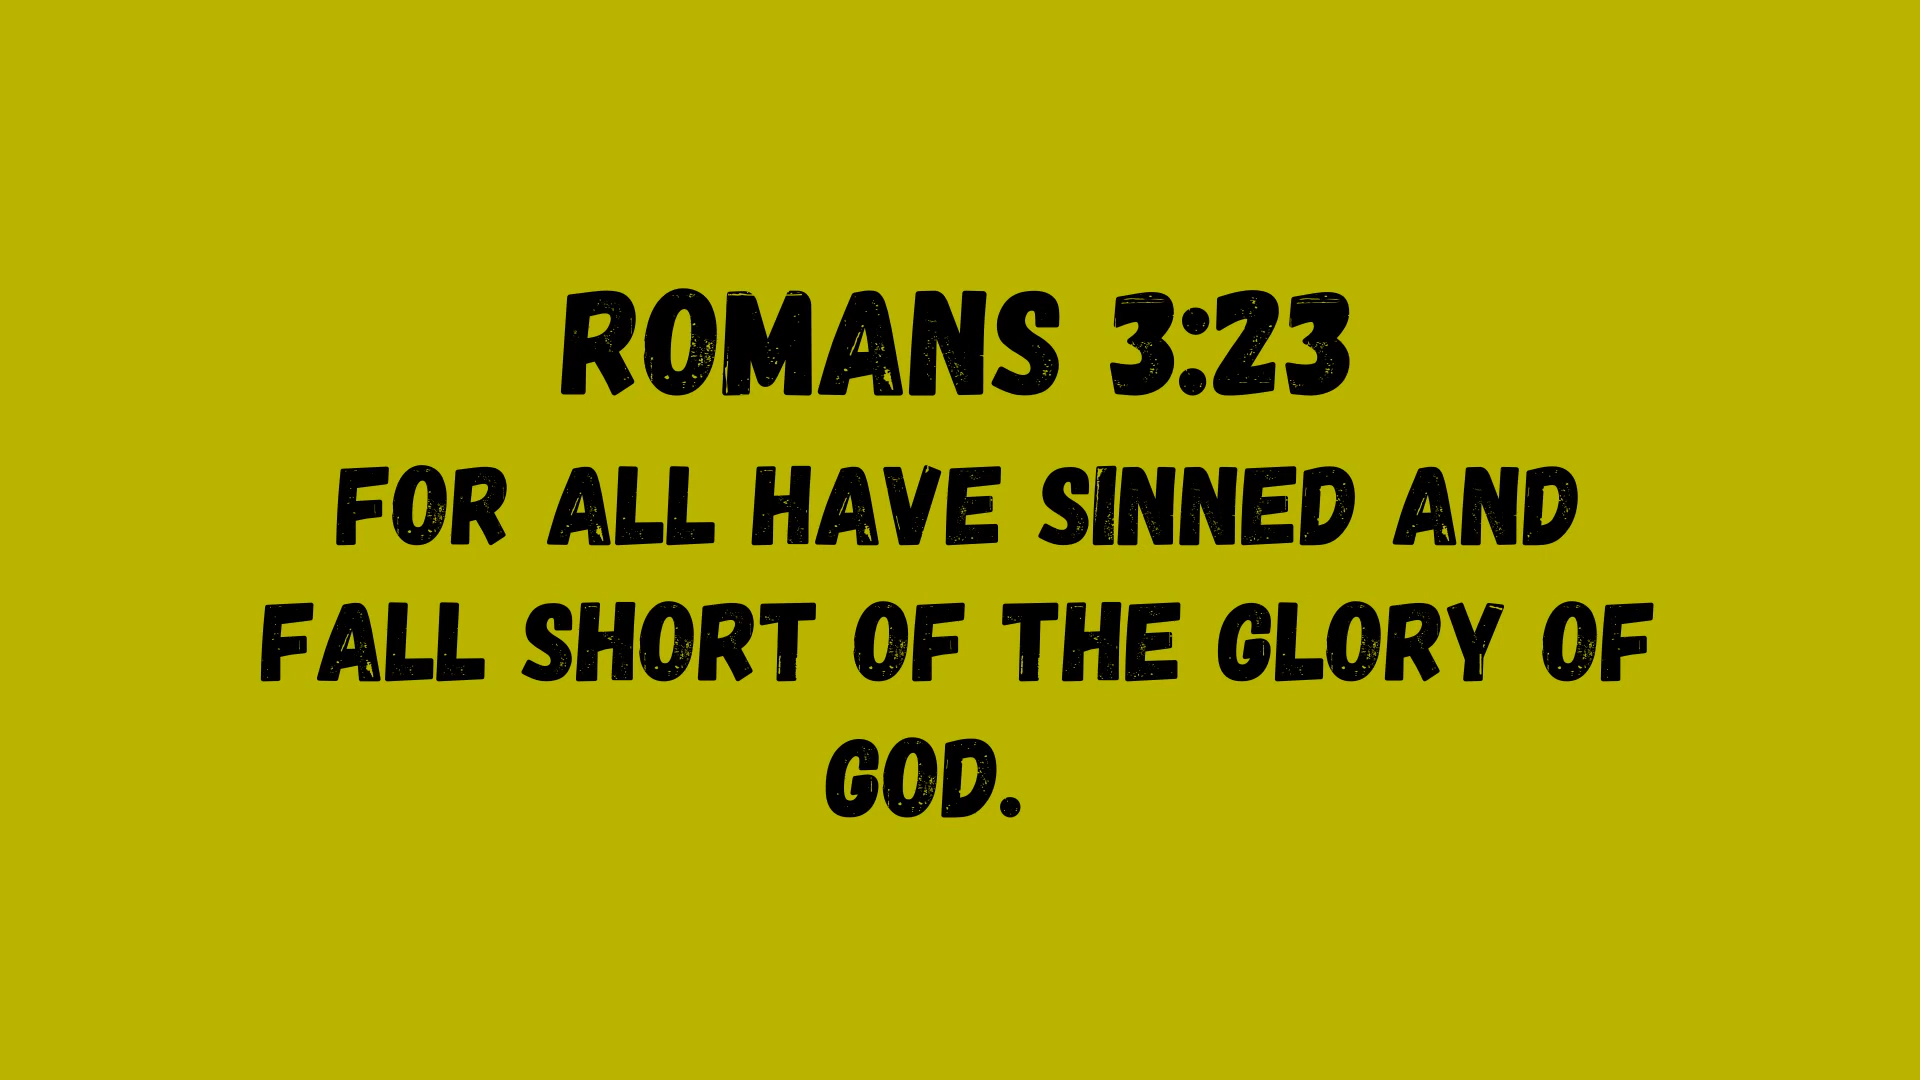 ROMANS 3:23
FOR ALL HAVE SINNED AND
FALL SHORT OF THE GLORY OF
GOD.